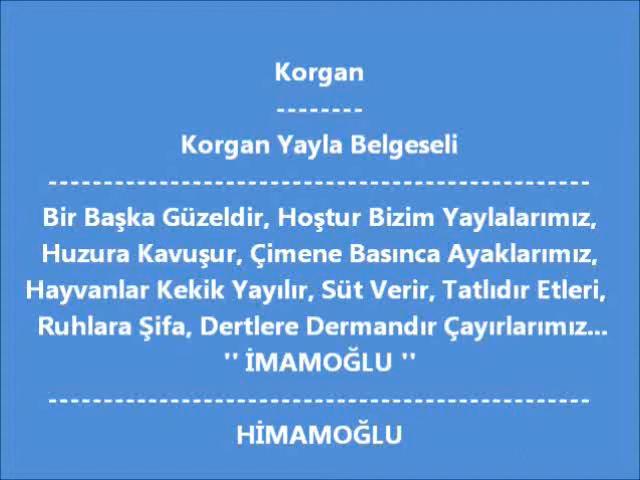 Korgan
--------
Korgan Yayla Belgeseli
--------------------------------------------------
Bir Başka Güzeldir, Hoştur Bizim Yaylalarımız,
Huzura Kavuşur, Çimene Basınca Ayaklarımız,
Hayvanlar Kekik Yayılır, Süt Verir, Tatlıdır Etleri,
Ruhlara Şifa, Dertlere Dermandır Çayırlarımız...
'' İMAMOĞLU ''
--------------------------------------------------
HİMAMOĞLU